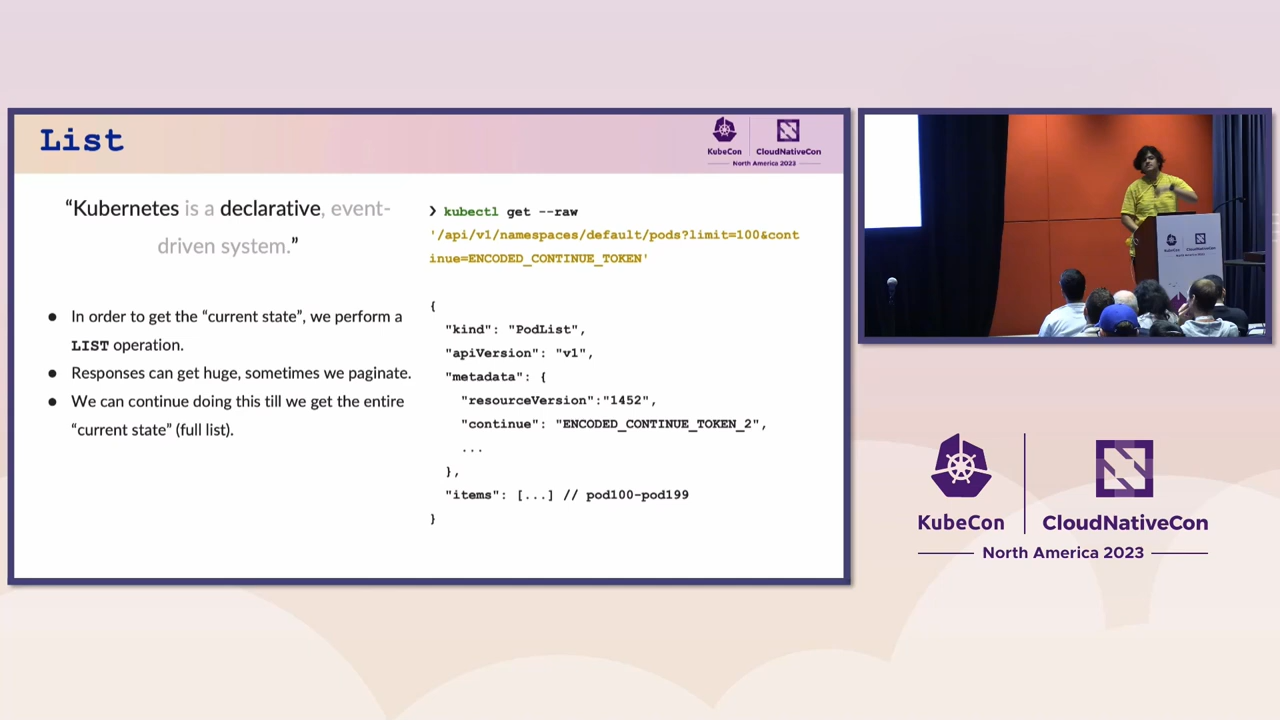 List
KubeCon
CloudNativeCon
North America 2023
“Kubernetes is a declarative, event-
driven system.”
● In order to get the “current state”, we perform a
LIST operation.
● Responses can get huge, sometimes we paginate.
● We can continue doing this till we get the entire
“current state” (full list).
❯ kubectl get --raw
'/api/v1/namespaces/default/pods?limit=100&cont
inue=ENCODED_CONTINUE_TOKEN'
{
"kind": "PodList",
"apiVersion": "v1",
"metadata": {
"resourceVersion":"1452",
"continue": "ENCODED_CONTINUE_TOKEN_2",
...
},
"items": [...] // pod100-pod199
}
KubeCon
CloudNativeCon
North America 2023